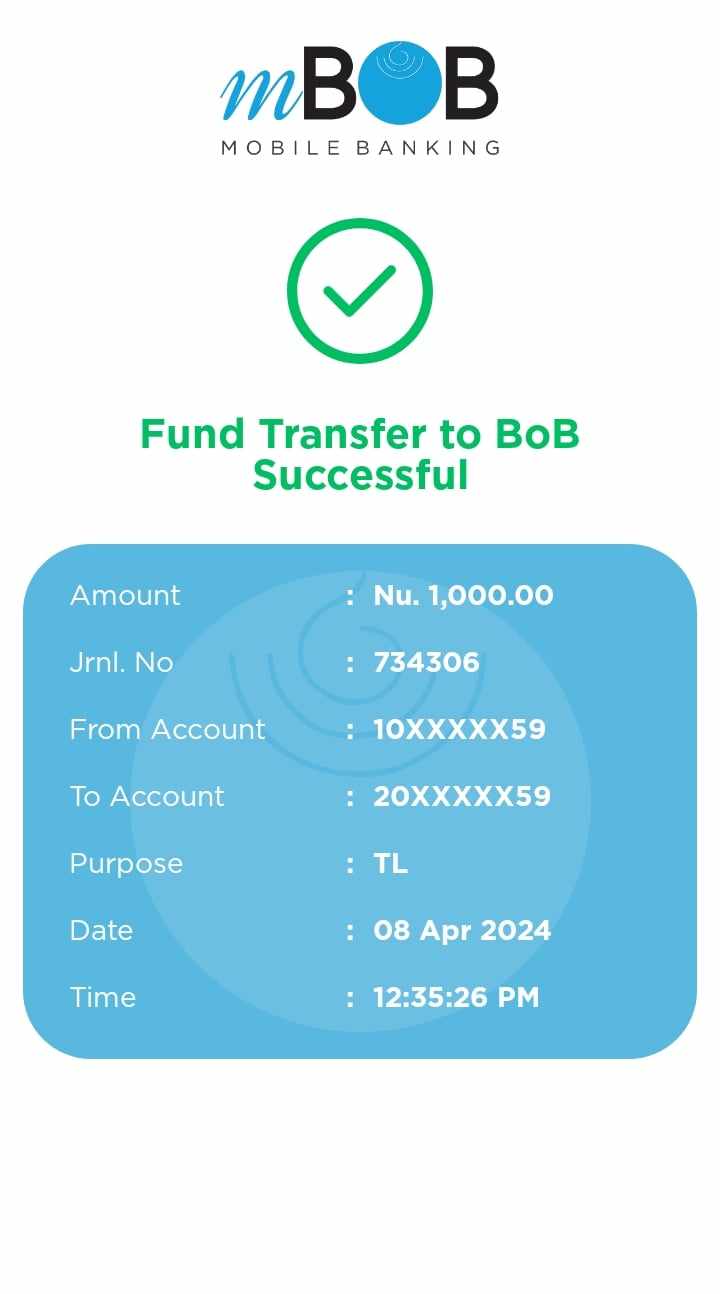 mBOB
MOBILE BANKING
Fund Transfer to BoB
Successful
Amount : Nu. 1,000.00
Jrnl. No : 734306
From Account : 10XXXXX59
To Account : 20XXXXX59
Purpose : TL
Date : 08 Apr 2024
Time : 12:35:26 PM